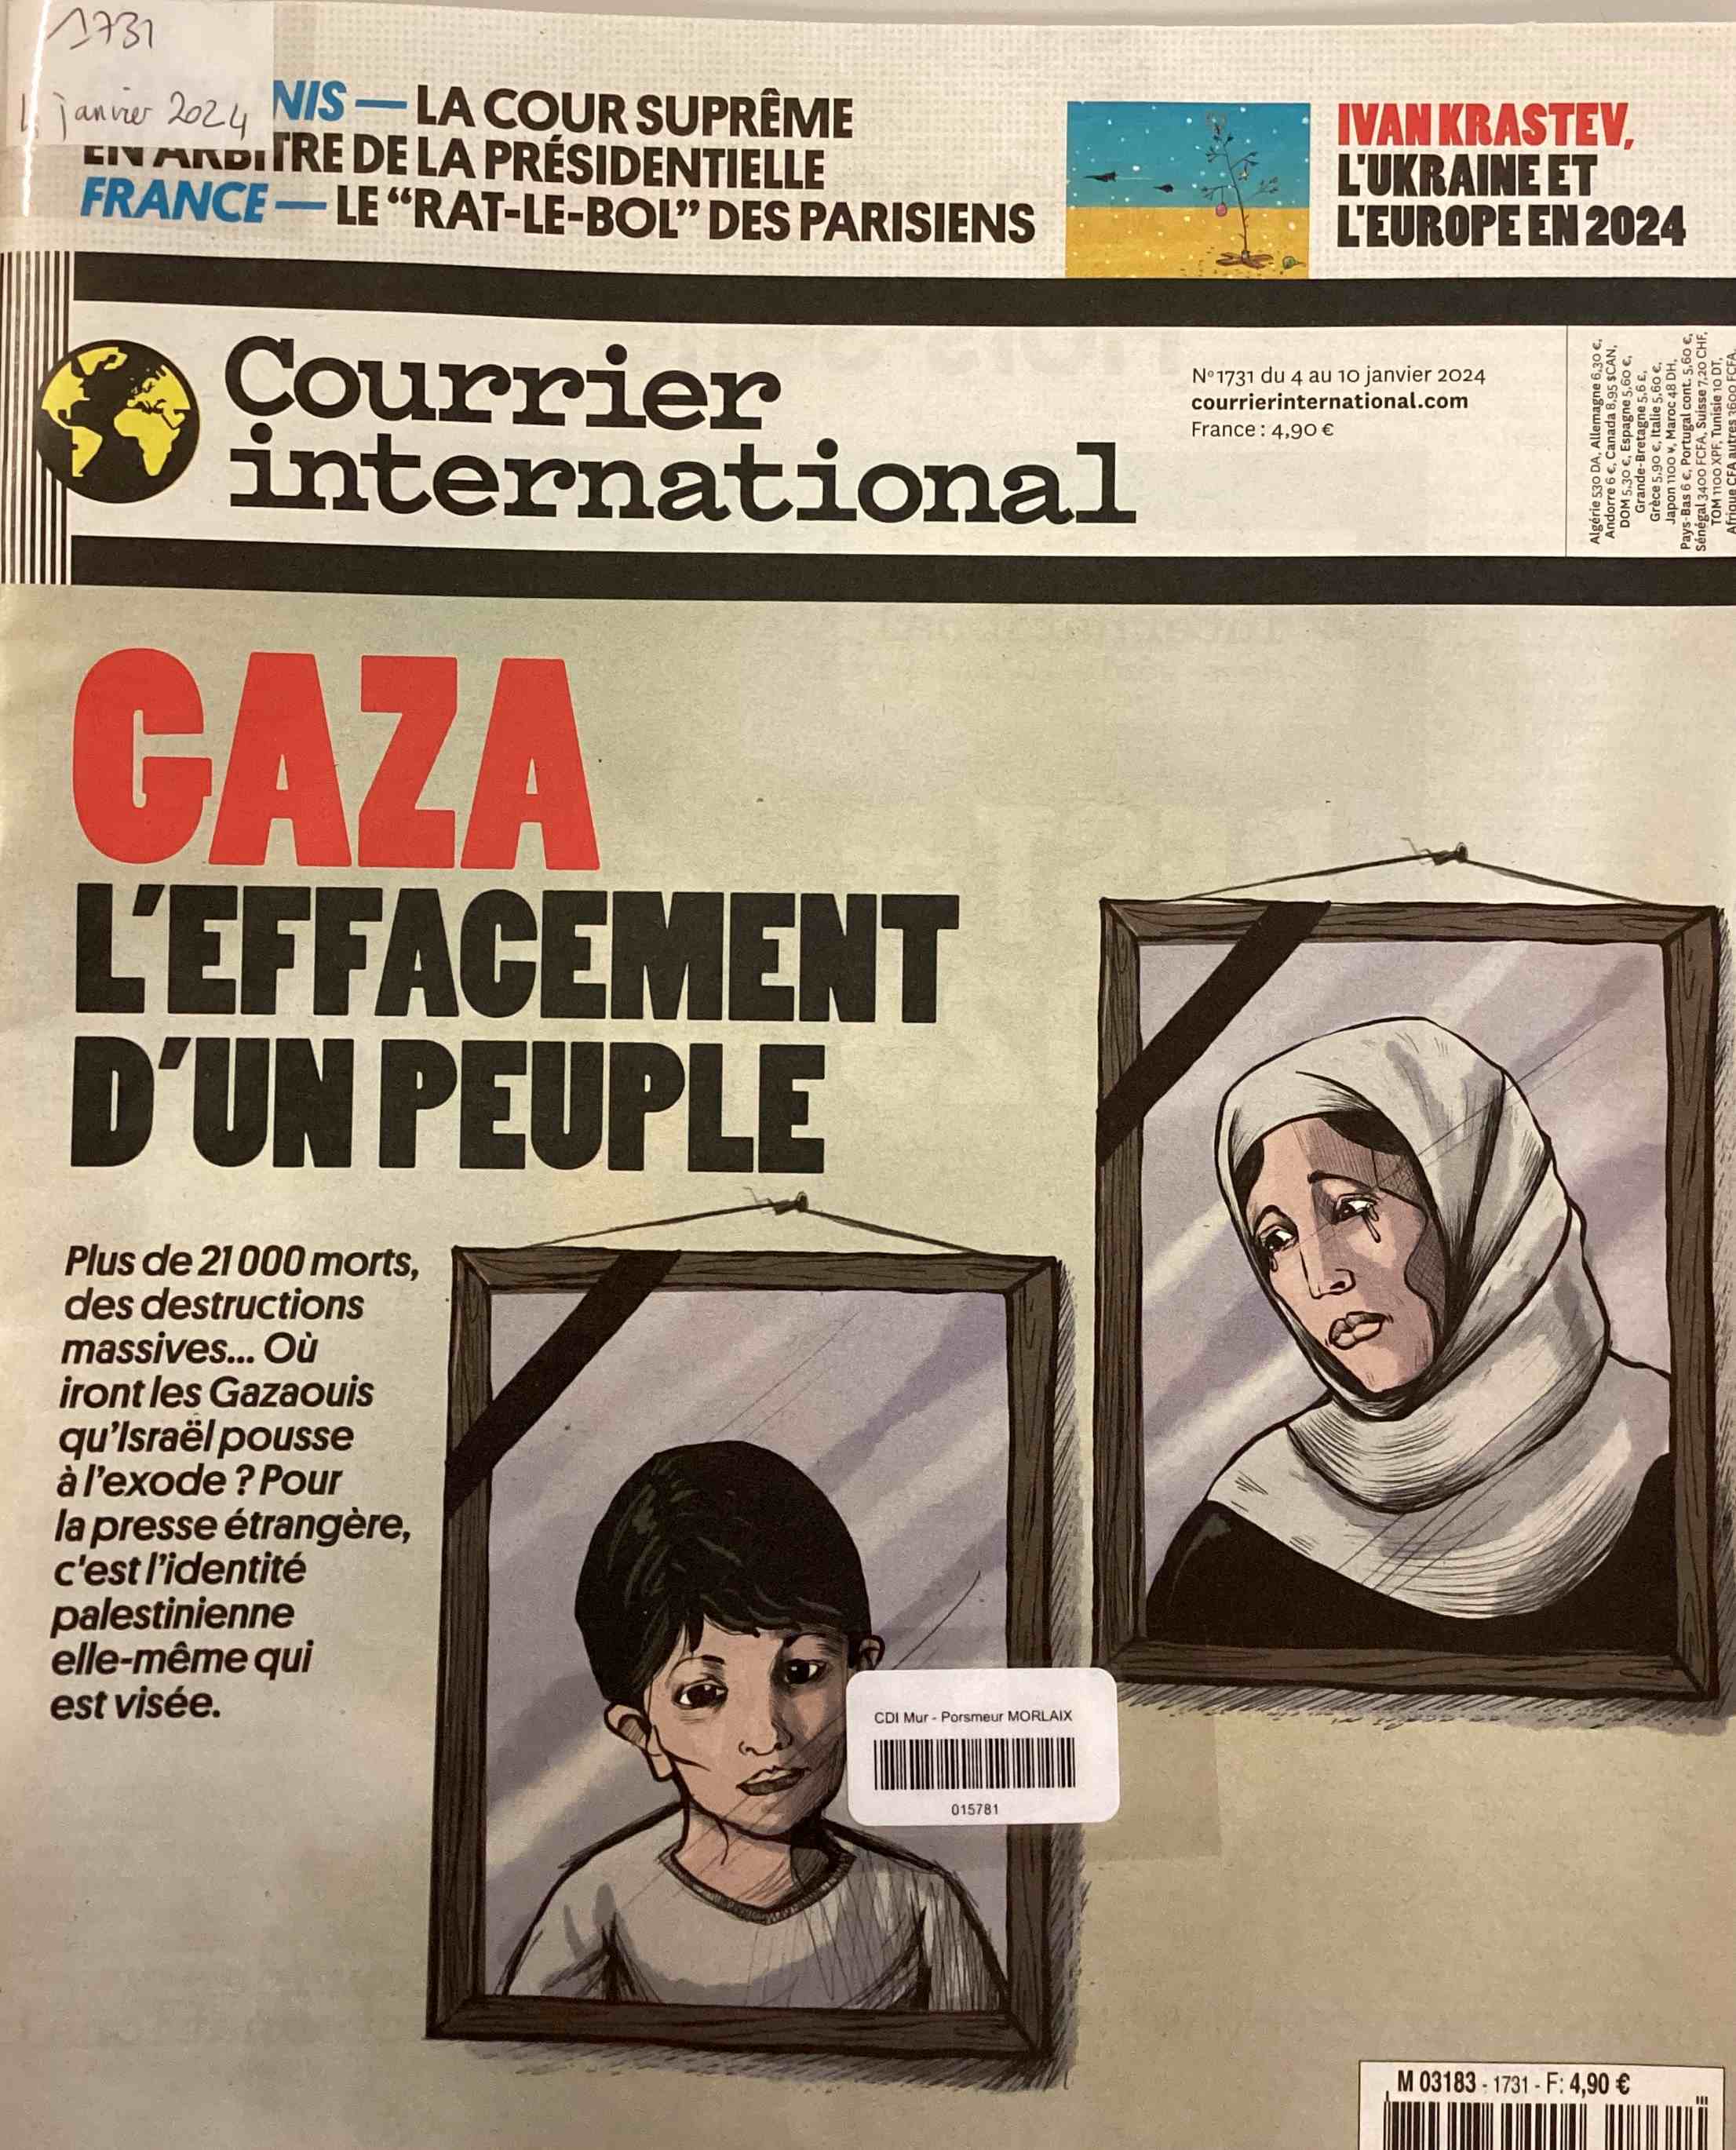 1731
janvier 2024
NIS — LA COUR SUPRÊME
EN ARBITRE DE LA PRÉSIDENTIELLE
FRANCE — LE “RAT-LE-BOL” DES PARISIENS
IVAN KRASTEV,
L'UKRAINE ET
L'EUROPE EN 2024
Courrier
international
N° 1731 du 4 au 10 janvier 2024
courrierinternational.com
France : 4,90 €
Algérie 530 DA, Allemagne 6,30 €,
Andorre 6 €, Canada 8,95 $CAN,
DOM 5,30 €, Espagne 5,60 €,
Grande-Bretagne 5,6 £,
Grèce 5,90 €, Italie 5,60 €,
Japon 1100 ¥, Maroc 48 DH,
Pays-Bas 6 €, Portugal cont. 5,60 €,
Sénégal 3400 FCFA, Suisse 7,20 CHF,
TOM 1100 XPF, Tunisie 10 DT,
Afrique CFA autres 3600 FCFA.
GAZA
L'EFFACEMENT
D'UN PEUPLE
Plus de 21 000 morts,
des destructions
massives... Où
iront les Gazaouis
qu’Israël pousse
à l’exode ? Pour
la presse étrangère,
c'est l’identité
palestinienne
elle-même qui
est visée.
CDI Mur - Porsmeur MORLAIX
015781
M 03183 - 1731 - F: 4,90 €